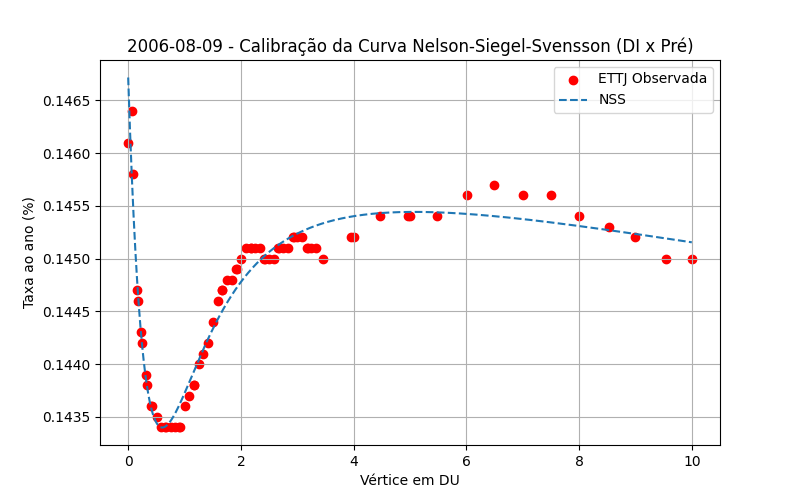 2006-08-09 - Calibração da Curva Nelson-Siegel-Svensson (DI x Pré)
ETTJ Observada
NSS
Taxa ao ano (%)
0.1465
0.1460
0.1455
0.1450
0.1445
0.1440
0.1435
0 2 4 6 8 10
Vértice em DU